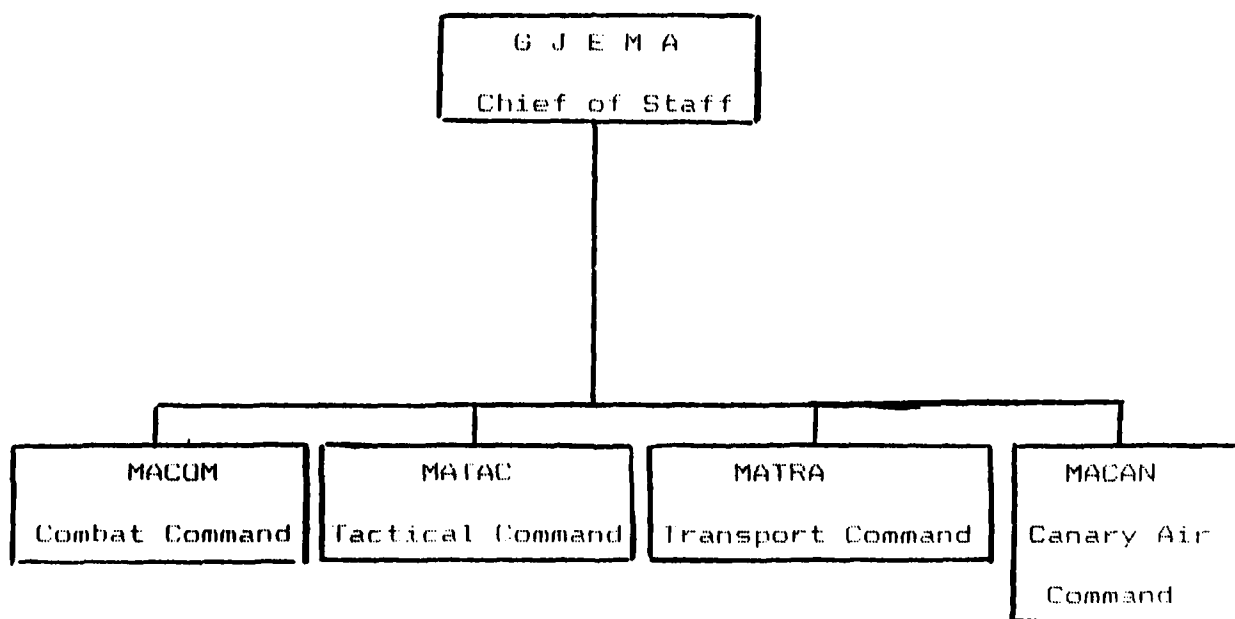 G J E M A
Chief of Staff
MACOM
Combat Command
MATAC
Tactical Command
MATRA
Transport Command
MACAN
Canary Air
Command